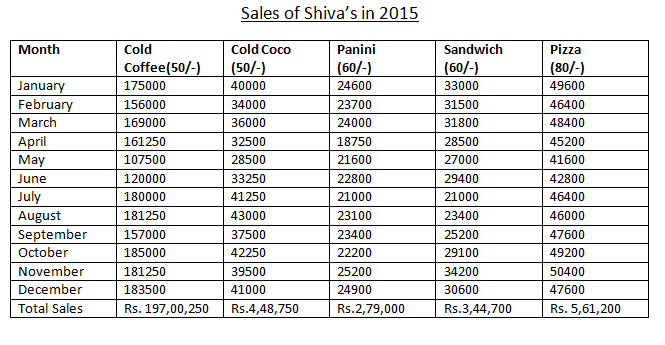 Sales of Shiva's in 2015
Month Cold Coffee(50/-) Cold Coco (50/-) Panini (60/-) Sandwich (60/-) Pizza (80/-)
January 175000 40000 24600 33000 49600
February 156000 34000 23700 31500 46400
March 169000 36000 24000 31800 48400
April 161250 32500 18750 28500 45200
May 107500 28500 21600 27000 41600
June 120000 33250 22800 29400 42800
July 180000 41250 21000 21000 46400
August 181250 43000 23100 23400 46000
September 157000 37500 23400 25200 47600
October 185000 42250 22200 29100 49200
November 181250 39500 25200 34200 50400
December 183500 41000 24900 30600 47600
Total Sales Rs. 197,00,250 Rs.4,48,750 Rs.2,79,000 Rs.3,44,700 Rs. 5,61,200